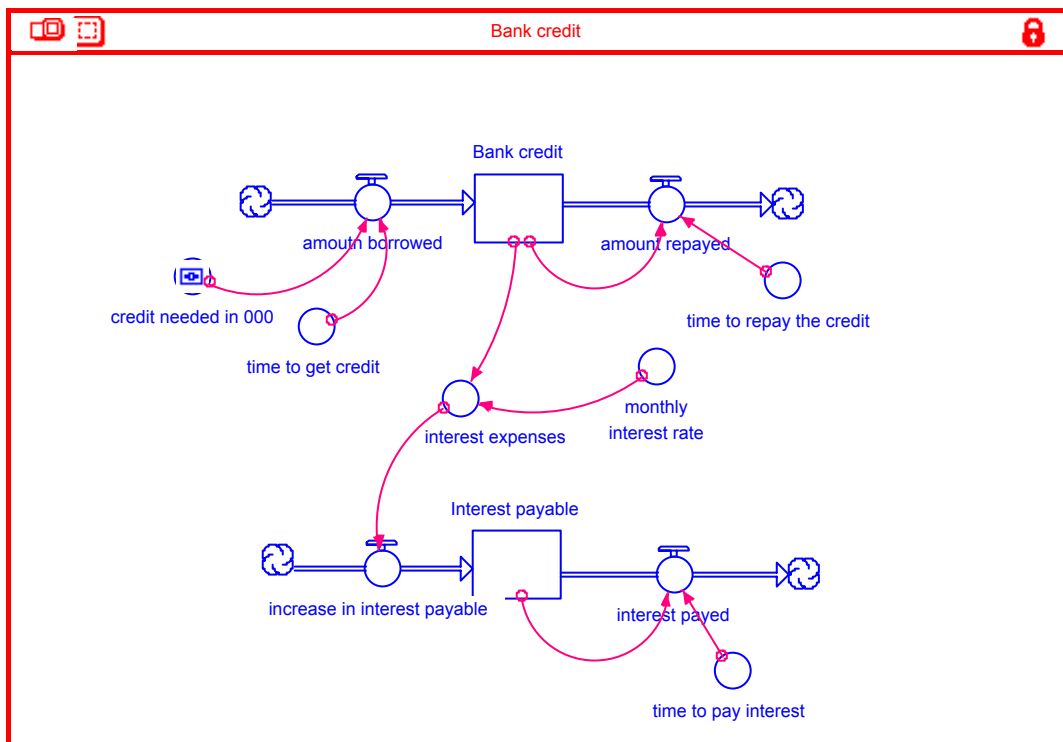 Bank credit
Bank credit
amoutn borrowed
amount repayed
credit needed in 000
time to repay the credit
time to get credit
monthly
interest rate
interest expenses
Interest payable
increase in interest payable
interest payed
time to pay interest